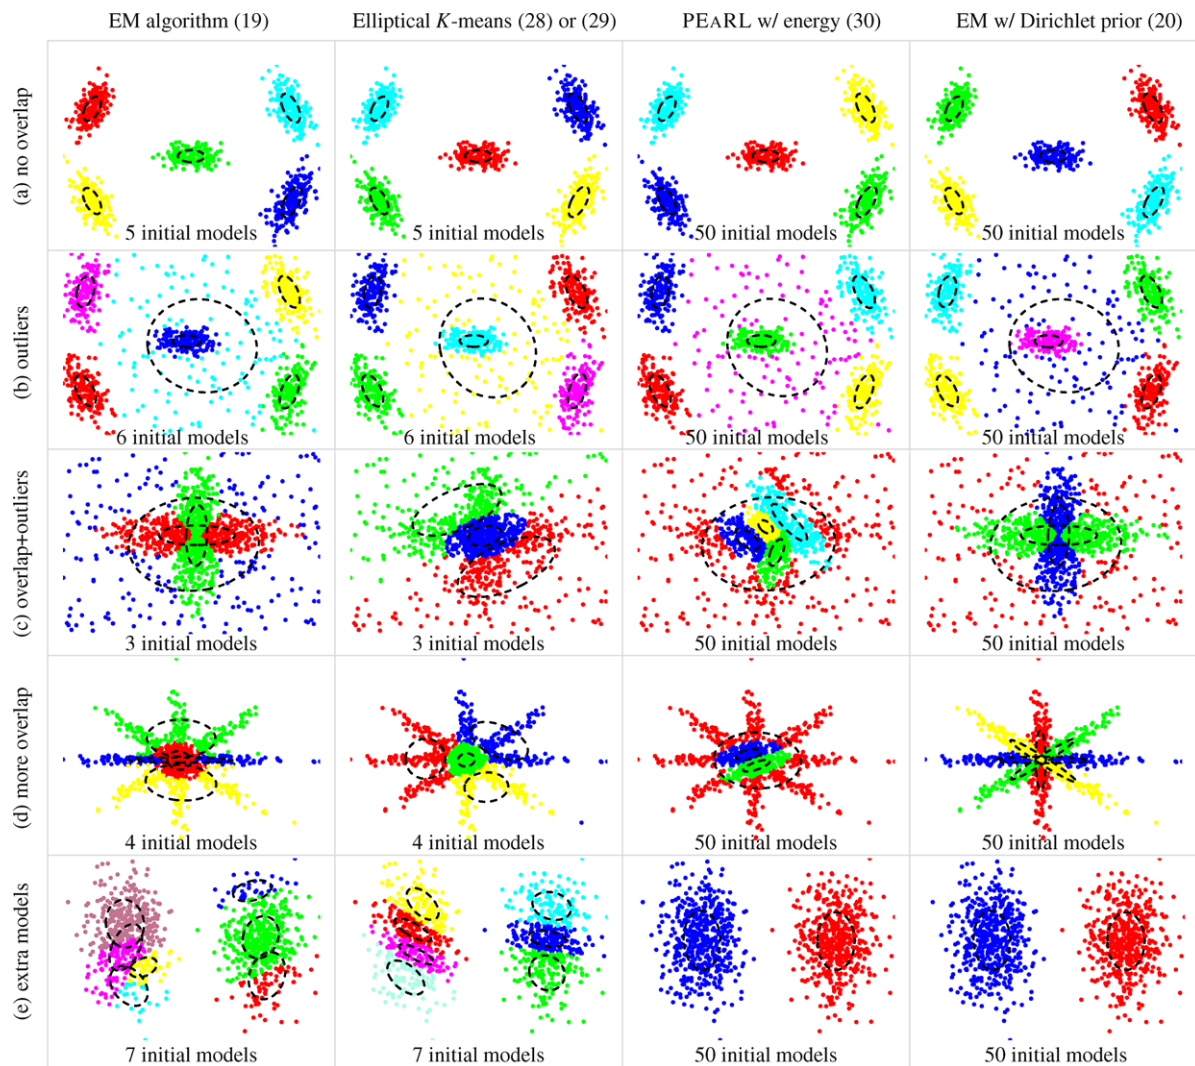 EM algorithm (19)
Elliptical K-means (28) or (29)
PEARL w/ energy (30)
EM w/ Dirichlet prior (20)
(a) no overlap
5 initial models
5 initial models
50 initial models
50 initial models
(b) outliers
6 initial models
6 initial models
50 initial models
50 initial models
(c) overlap+outliers
3 initial models
3 initial models
50 initial models
50 initial models
(d) more overlap
4 initial models
4 initial models
50 initial models
50 initial models
(e) extra models
7 initial models
7 initial models
50 initial models
50 initial models